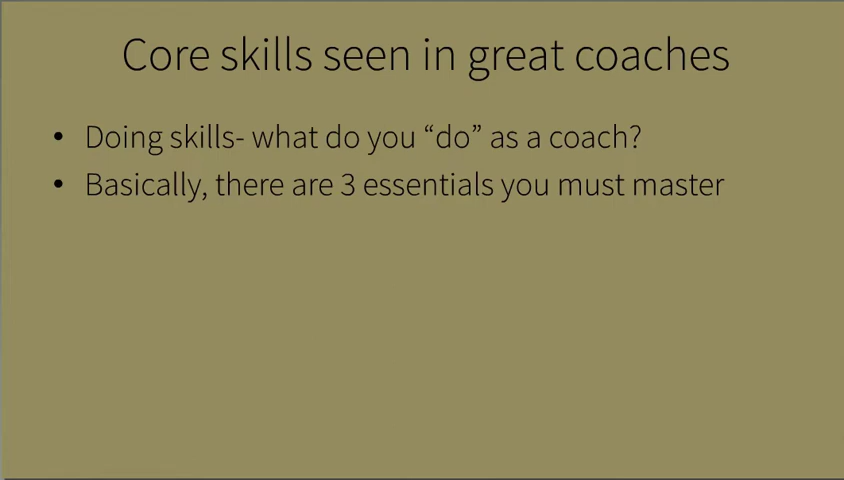 Core skills seen in great coaches
• Doing skills- what do you “do” as a coach?
• Basically, there are 3 essentials you must master